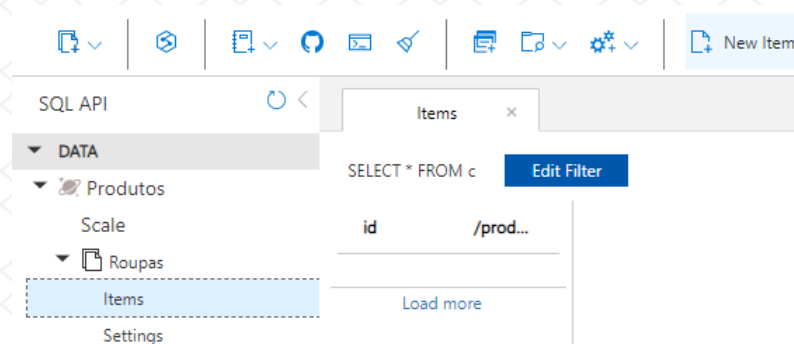 New Item
SQL API
Items
DATA
SELECT * FROM c
Edit Filter
Produtos
Scale
id
/prod...
Roupas
Items
Load more
Settings